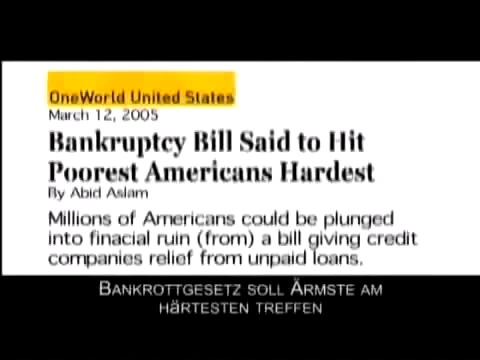 OneWorld United States
March 12, 2005
Bankruptcy Bill Said to Hit
Poorest Americans Hardest
By Abid Aslam
Millions of Americans could be plunged
into finacial ruin (from) a bill giving credit
companies relief from unpaid loans.
BANKROTTGESETZ SOLL ÄRMSTE AM
HäRTESTEN TREFFEN